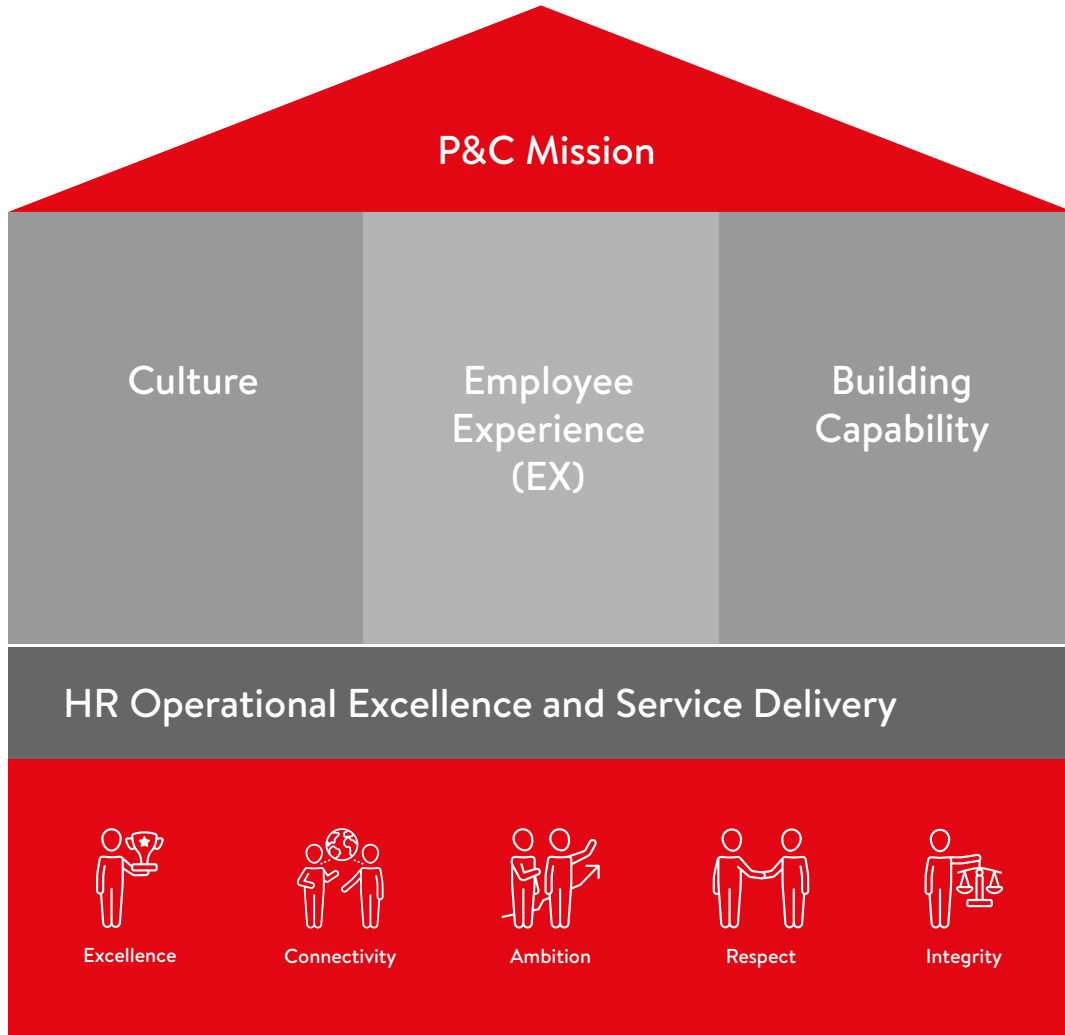 P&C Mission
Culture
Employee
Experience
(EX)
Building
Capability
HR Operational Excellence and Service Delivery
Excellence
Connectivity
Ambition
Respect
Integrity